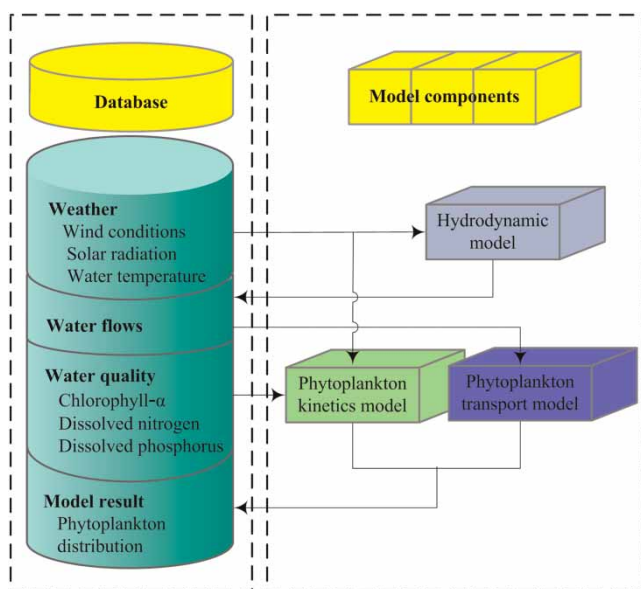 Database
Model components
Weather
Wind conditions
Solar radiation
Water temperature
Hydrodynamic
model
Water flows
Water quality
Chlorophyll-α
Dissolved nitrogen
Dissolved phosphorus
Phytoplankton
kinetics model
Phytoplankton
transport model
Model result
Phytoplankton
distribution